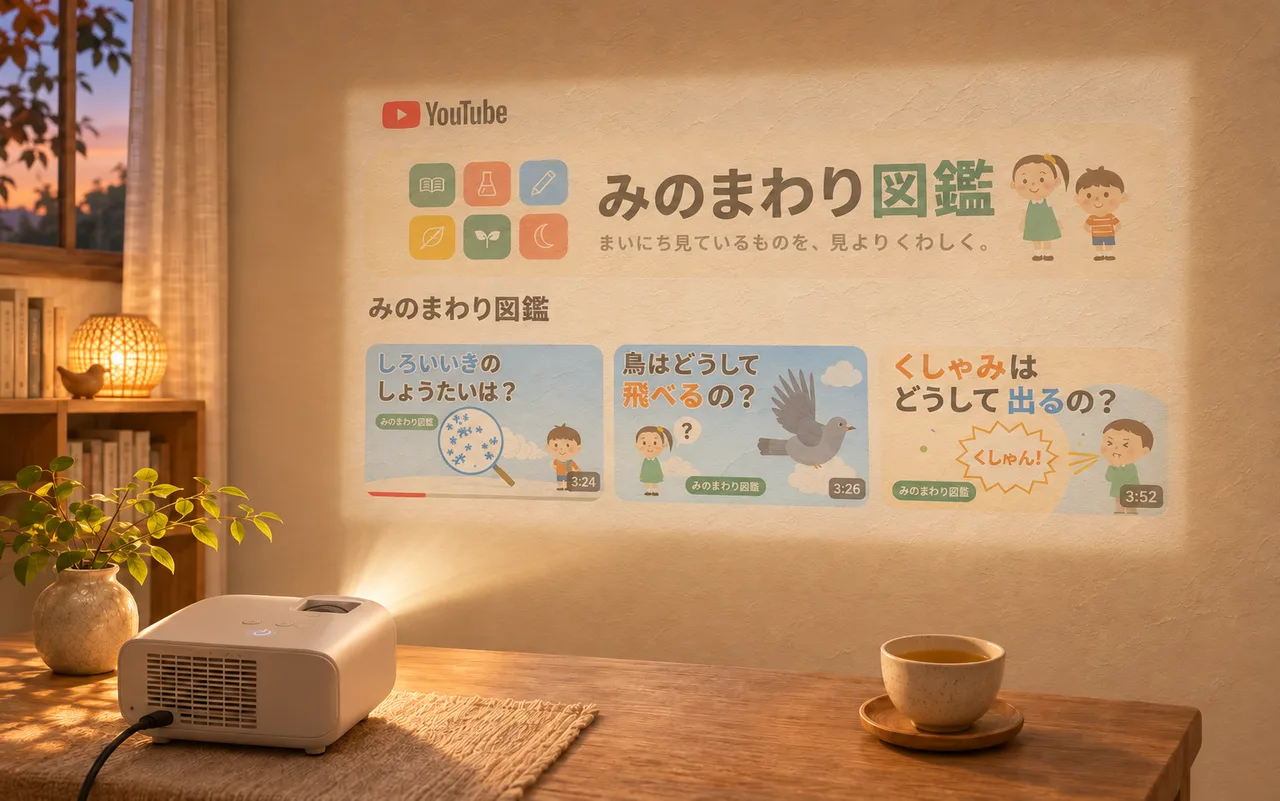 YouTube
みのまわり図鑑
まいにち見ているものを、見よりくわしく。
みのまわり図鑑
しろいいきの
しょうたいは？
みのまわり図鑑
3:24
鳥はどうして
飛べるの？
?
みのまわり図鑑
3:26
くしゃみは
どうして出るの？
くしゃん!
みのまわり図鑑
3:52